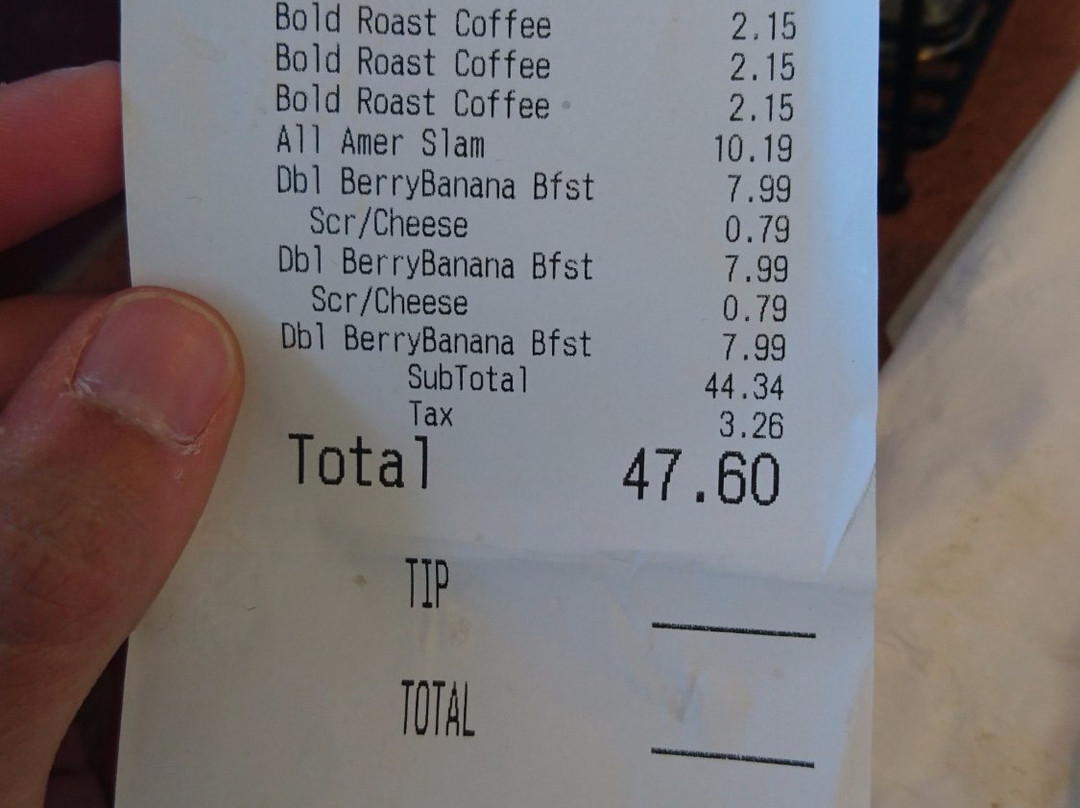 Bold Roast Coffee 2.15
Bold Roast Coffee 2.15
Bold Roast Coffee 2.15
All Amer Slam 10.19
Dbl BerryBanana Bfst 7.99
Scr/Cheese 0.79
Dbl BerryBanana Bfst 7.99
Scr/Cheese 0.79
Dbl BerryBanana Bfst 7.99
SubTotal 44.34
Tax 3.26
Total 47.60
TIP
TOTAL